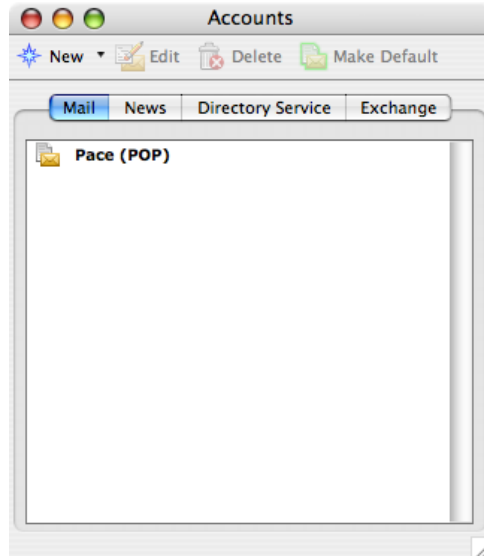 Accounts
New Edit Delete Make Default
Mail News Directory Service Exchange
Pace (POP)